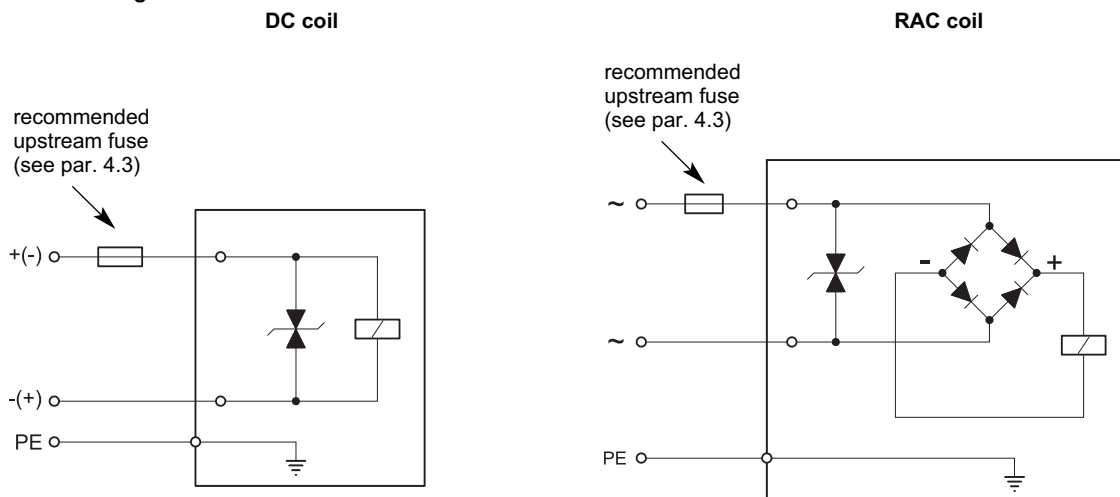 DC coil
recommended
upstream fuse
(see par. 4.3)
+(-)
-(+)
PE
RAC coil
recommended
upstream fuse
(see par. 4.3)
~
- +
~
PE